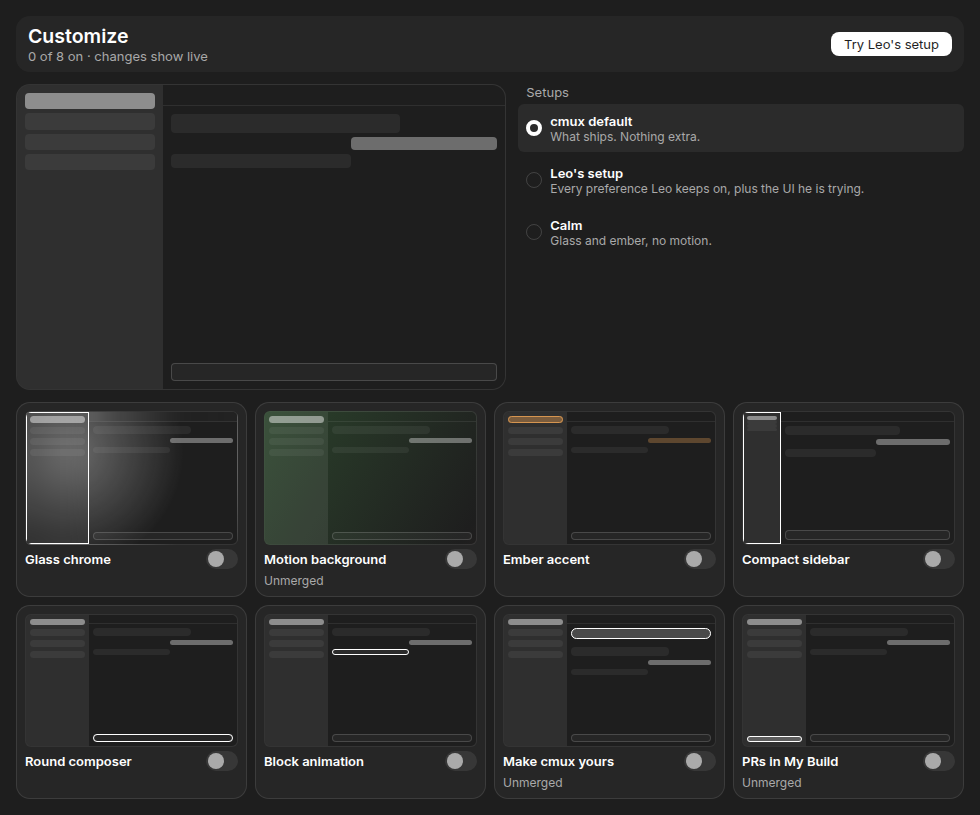 Customize
0 of 8 on · changes show live
Try Leo's setup
Setups
cmux default
What ships. Nothing extra.
Leo's setup
Every preference Leo keeps on, plus the UI he is trying.
Calm
Glass and ember, no motion.
Glass chrome
Motion background
Unmerged
Ember accent
Compact sidebar
Round composer
Block animation
Make cmux yours
Unmerged
PRs in My Build
Unmerged